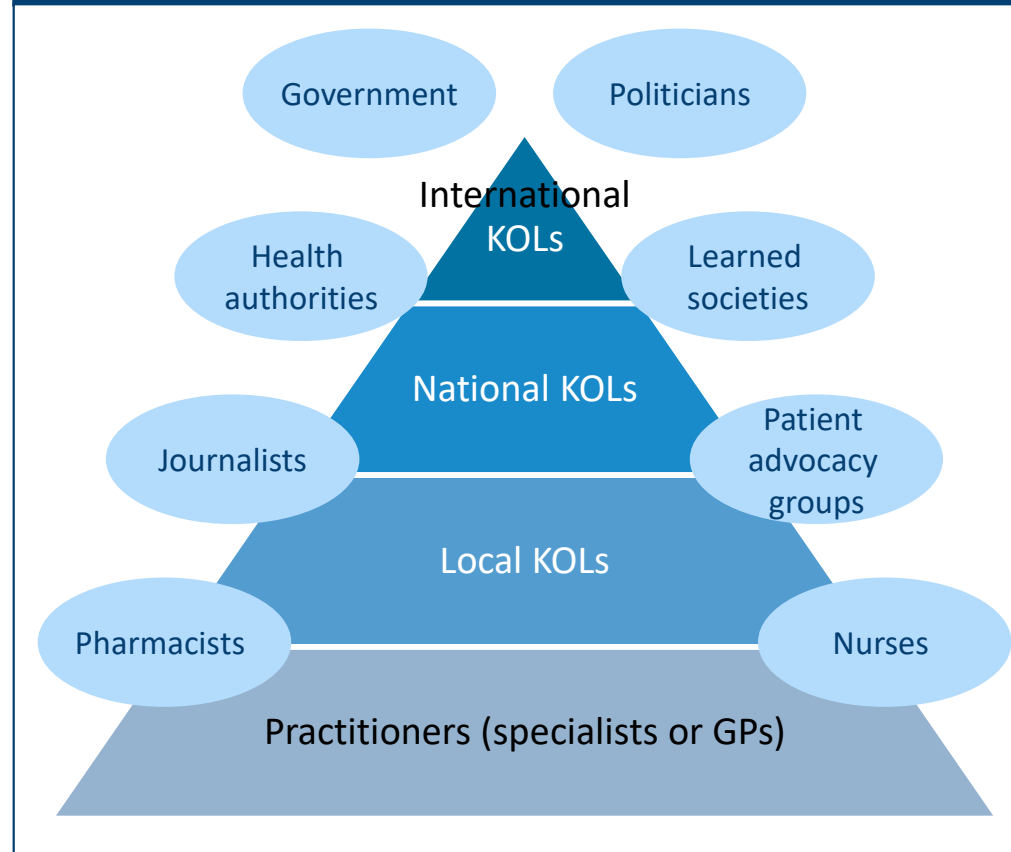 Government
Politicians
International
KOLs
Health
authorities
Learned
societies
National KOLs
Journalists
Patient
advocacy
groups
Local KOLs
Pharmacists
Nurses
Practitioners (specialists or GPs)